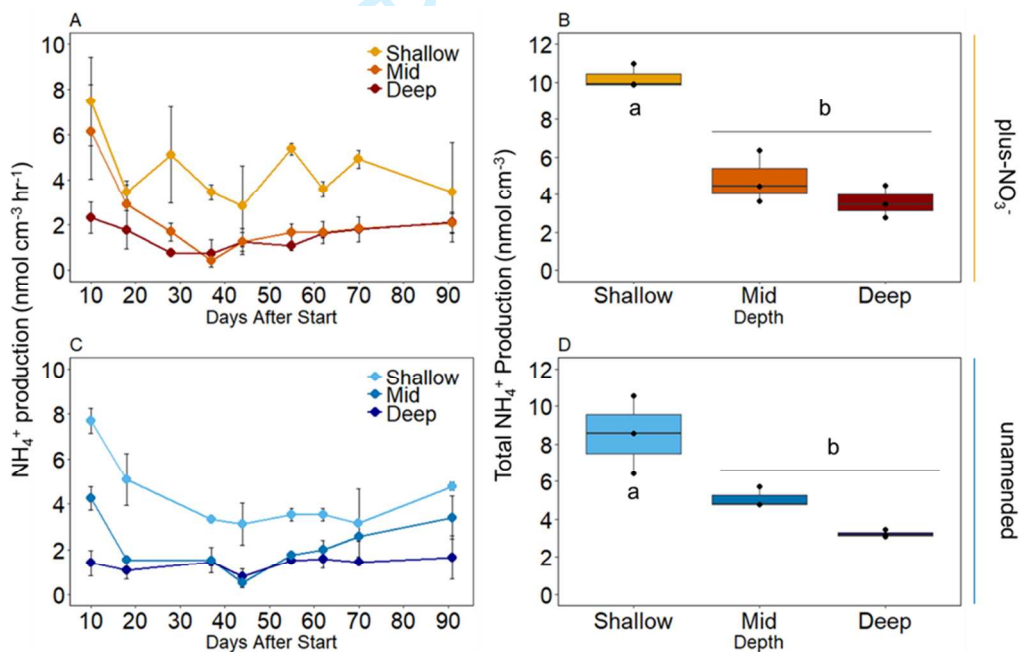 A
NH₄⁺ production (nmol cm⁻³ hr⁻¹)
10
8
6
4
2
0
Shallow
Mid
Deep
10 20 30 40 50 60 70 80 90
Days After Start
B
Total NH₄⁺ Production (nmol cm⁻³)
12
10
8
6
4
2
0
a
b
Shallow Mid Deep
Depth
plus-NO₃⁻
C
10
8
6
4
2
0
Shallow
Mid
Deep
10 20 30 40 50 60 70 80 90
Days After Start
D
12
10
8
6
4
2
0
a
b
Shallow Mid Deep
Depth
unamended